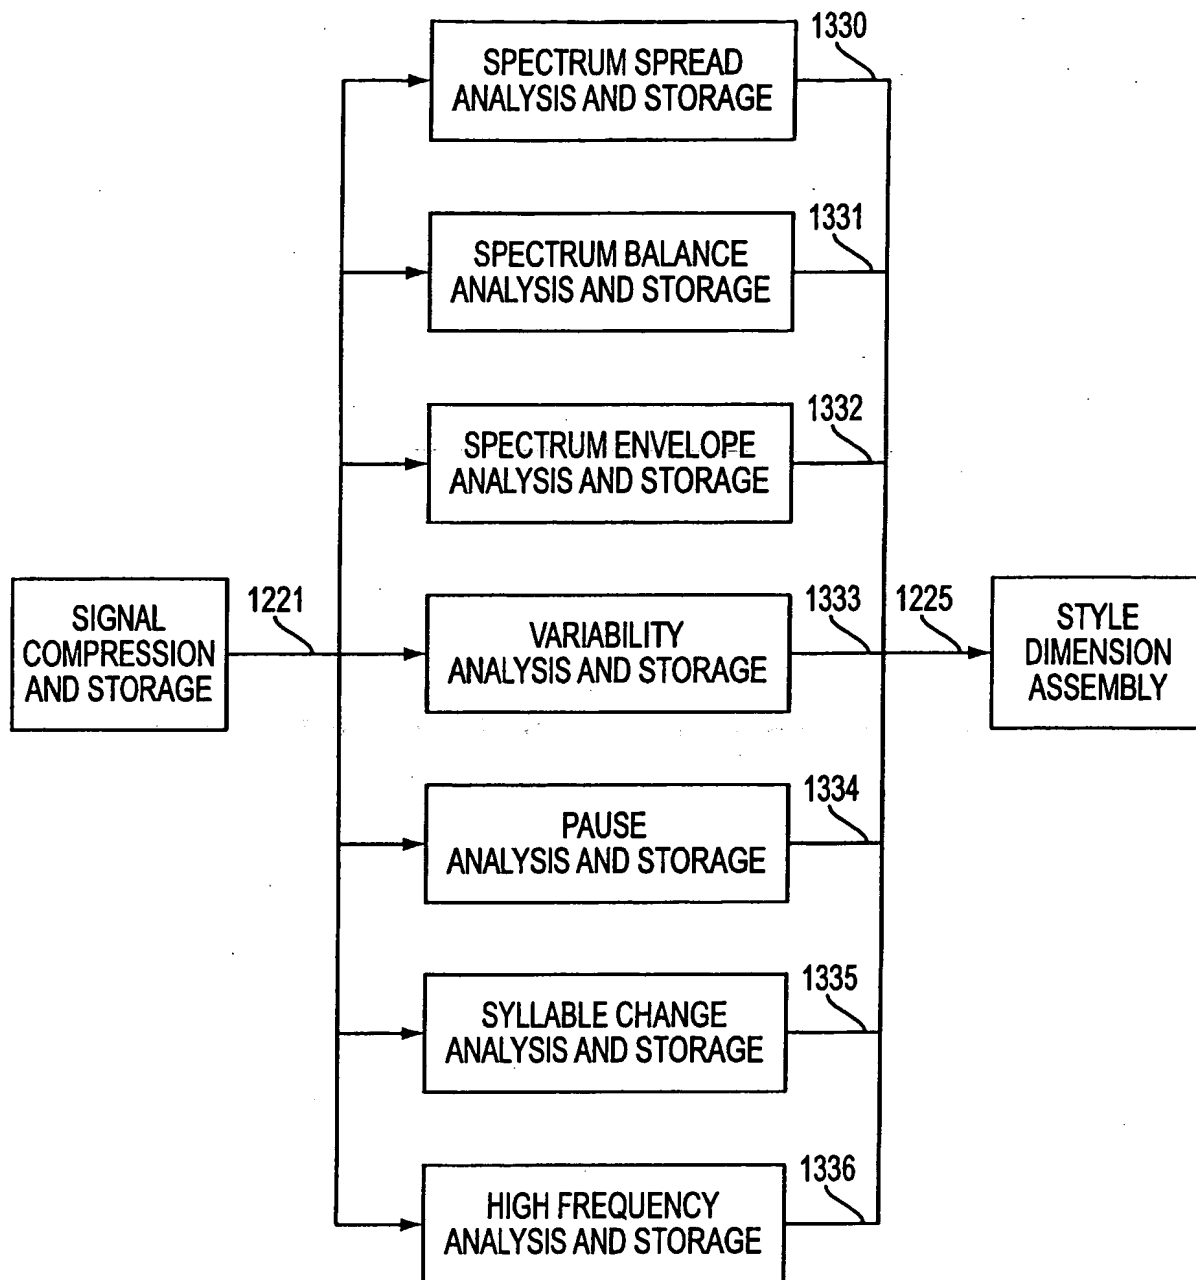 1330
SPECTRUM SPREAD
ANALYSIS AND STORAGE
1331
SPECTRUM BALANCE
ANALYSIS AND STORAGE
1332
SPECTRUM ENVELOPE
ANALYSIS AND STORAGE
SIGNAL
COMPRESSION
AND STORAGE
1221
VARIABILITY
ANALYSIS AND STORAGE
1333
1225
STYLE
DIMENSION
ASSEMBLY
1334
PAUSE
ANALYSIS AND STORAGE
1335
SYLLABLE CHANGE
ANALYSIS AND STORAGE
1336
HIGH FREQUENCY
ANALYSIS AND STORAGE